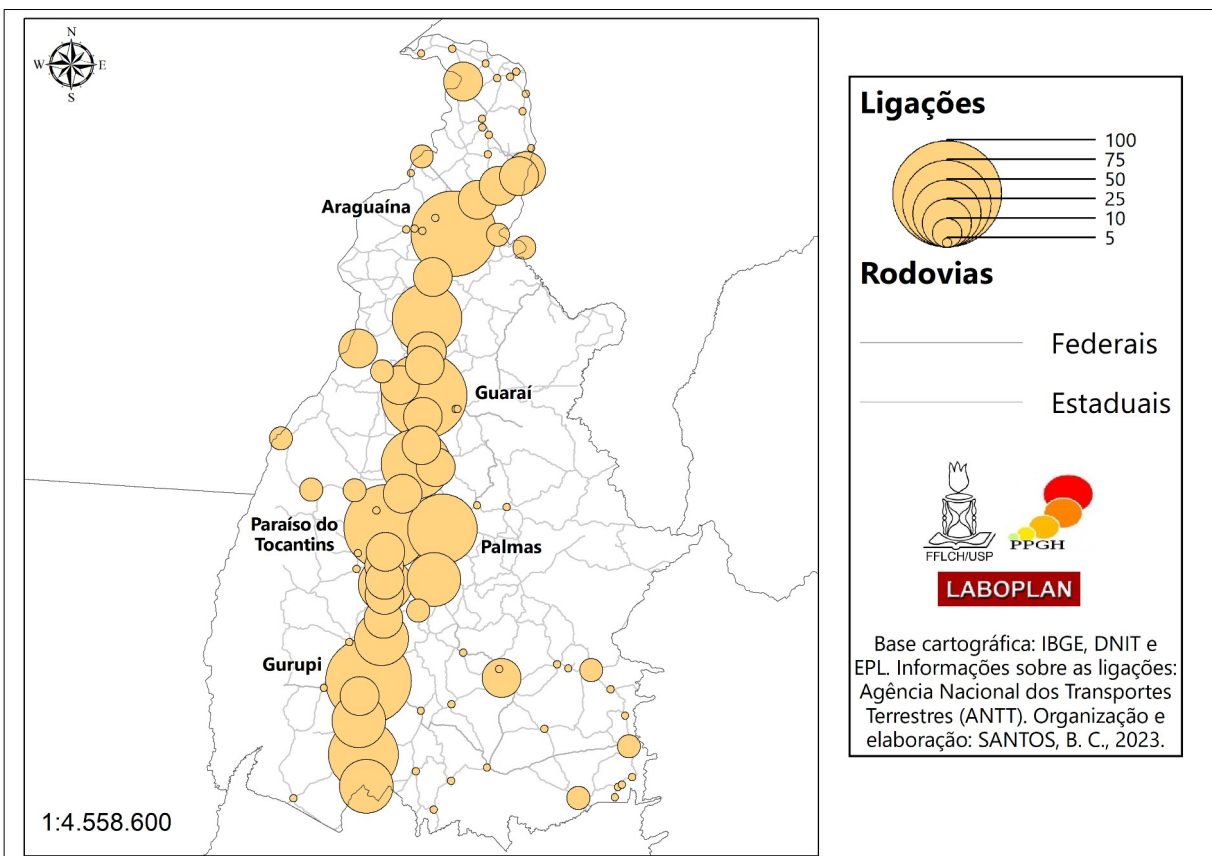 N
W
E
S
Araguaína
Guaraí
Paraíso do
Tocantins
Palmas
Gurupi
1:4.558.600
Ligações
100
75
50
25
10
5
Rodovias
Federais
Estaduais
FFLCH/USP
PPGH
LABOPLAN
Base cartográfica: IBGE, DNIT e
EPL. Informações sobre as ligações:
Agência Nacional dos Transportes
Terrestres (ANTT). Organização e
elaboração: SANTOS, B. C., 2023.